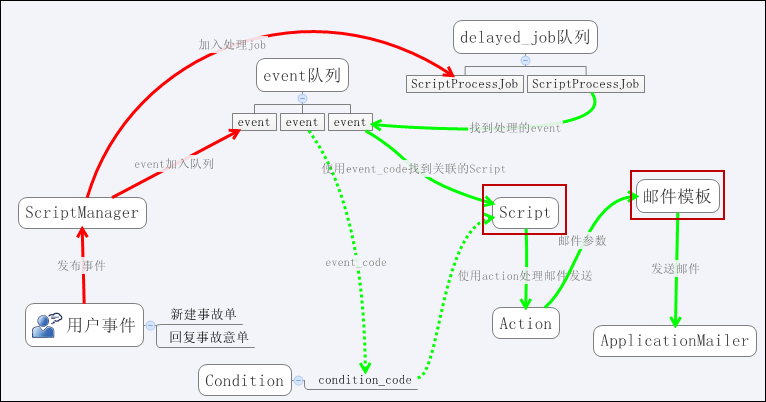 delayed_job队列
加入处理job
event队列
ScriptProcessJob
ScriptProcessJob
event
event
event
找到处理的event
event加入队列
使用event_code找到关联的Script
邮件模板
ScriptManager
Script
邮件参数
发布事件
event_code
使用action处理邮件发送
发送邮件
用户事件
新建事故单
回复事故意单
Action
ApplicationMailer
Condition
condition_code